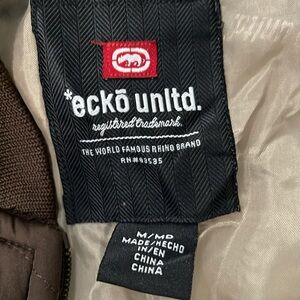 *eckō unltd.
registered trademark.
THE WORLD FAMOUS RHINO BRAND
RN#93535
M/MD
MADE/HECHO
IN/EN
CHINA
CHINA